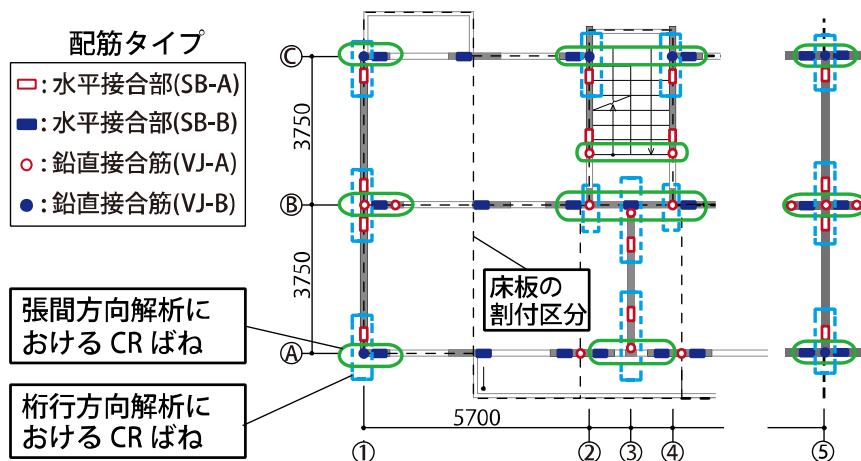 配筋タイプ
:水平接合部(SB-A)
:水平接合部(SB-B)
:鉛直接合筋(VJ-A)
:鉛直接合筋(VJ-B)
Ⓒ
3750
Ⓑ
3750
Ⓐ
床板の
割付区分
張間方向解析に
おける CR ばね
桁行方向解析に
おける CR ばね
5700
① ② ③ ④ ⑤